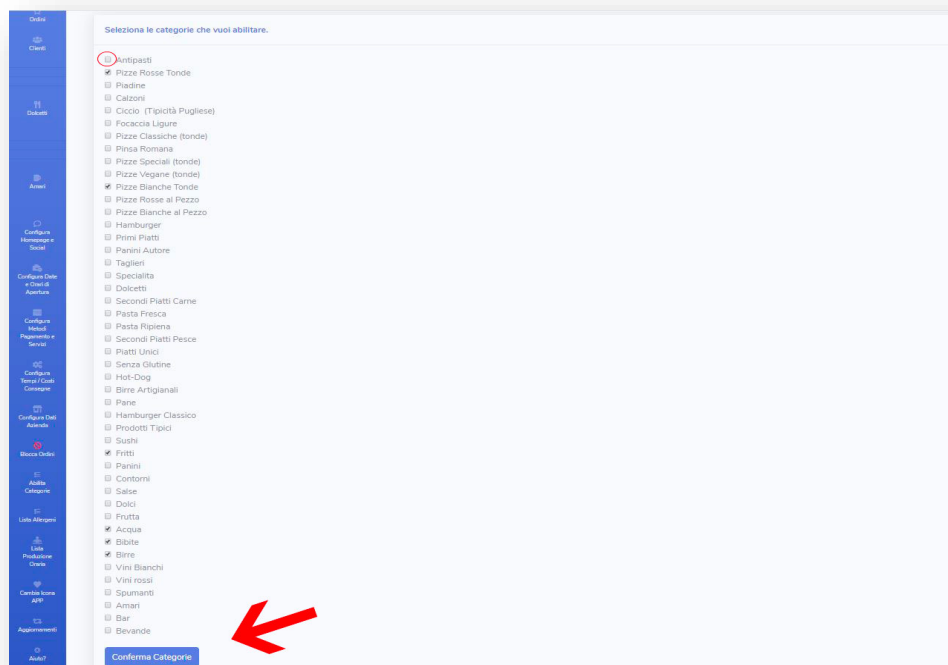 Ordini
Clienti
Dolcetti
Amari
Configura
Homepage e
Social
Configura Date
e Orari di
Apertura
Configura
Metodi
Pagamento e
Servizi
Configura
Tempi / Costi
Consegne
Configura Dati
Azienda
Blocca Ordini
Abilita
Categorie
Lista Allergeni
Lista
Produzione
Oraria
Cambia Icona
APP
Aggiornamenti
Aiuto?
Seleziona le categorie che vuoi abilitare.
Antipasti
Pizze Rosse Tonde
Piadine
Calzoni
Ciccio (Tipicità Pugliese)
Focaccia Ligure
Pizze Classiche (tonde)
Pinsa Romana
Pizze Speciali (tonde)
Pizze Vegane (tonde)
Pizze Bianche Tonde
Pizze Rosse al Pezzo
Pizze Bianche al Pezzo
Hamburger
Primi Piatti
Panini Autore
Taglieri
Specialita
Dolcetti
Secondi Piatti Carne
Pasta Fresca
Pasta Ripiena
Secondi Piatti Pesce
Piatti Unici
Senza Glutine
Hot-Dog
Birre Artigianali
Pane
Hamburger Classico
Prodotti Tipici
Sushi
Fritti
Panini
Contorni
Salse
Dolci
Frutta
Acqua
Bibite
Birre
Vini Bianchi
Vini rossi
Spumanti
Amari
Bar
Bevande
Conferma Categorie